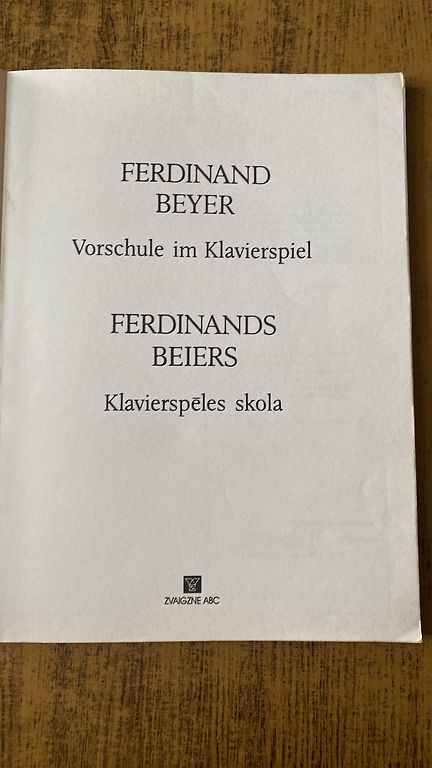 FERDINAND
BEYER
Vorschule im Klavierspiel
FERDINANDS
BEIERS
Klavierspēles skola
ZVAIGZNE ABC